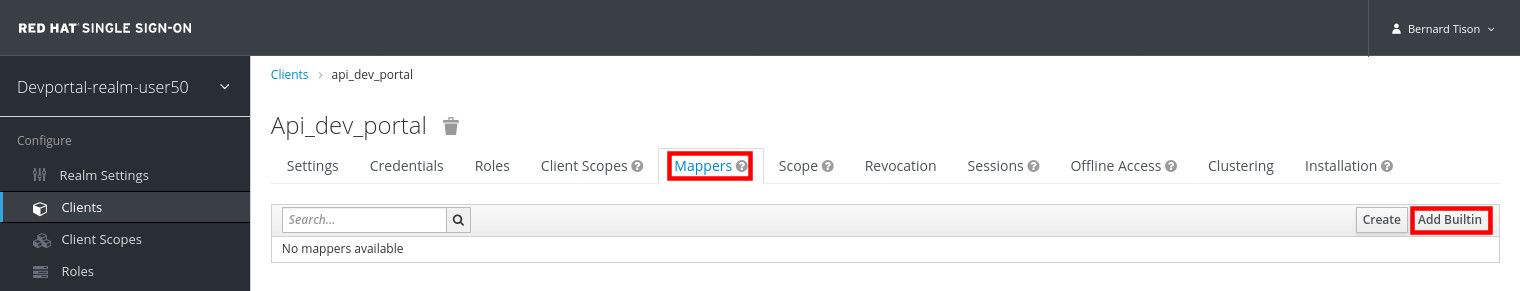 RED HAT SINGLE SIGN-ON
Bernard Tison
Devportal-realm-user50
Clients > api_dev_portal
Api_dev_portal
Configure
Settings Credentials Roles Client Scopes Mappers Scope Revocation Sessions Offline Access Clustering Installation
Realm Settings
Clients
Client Scopes
Roles
Search... Create Add Builtin
No mappers available